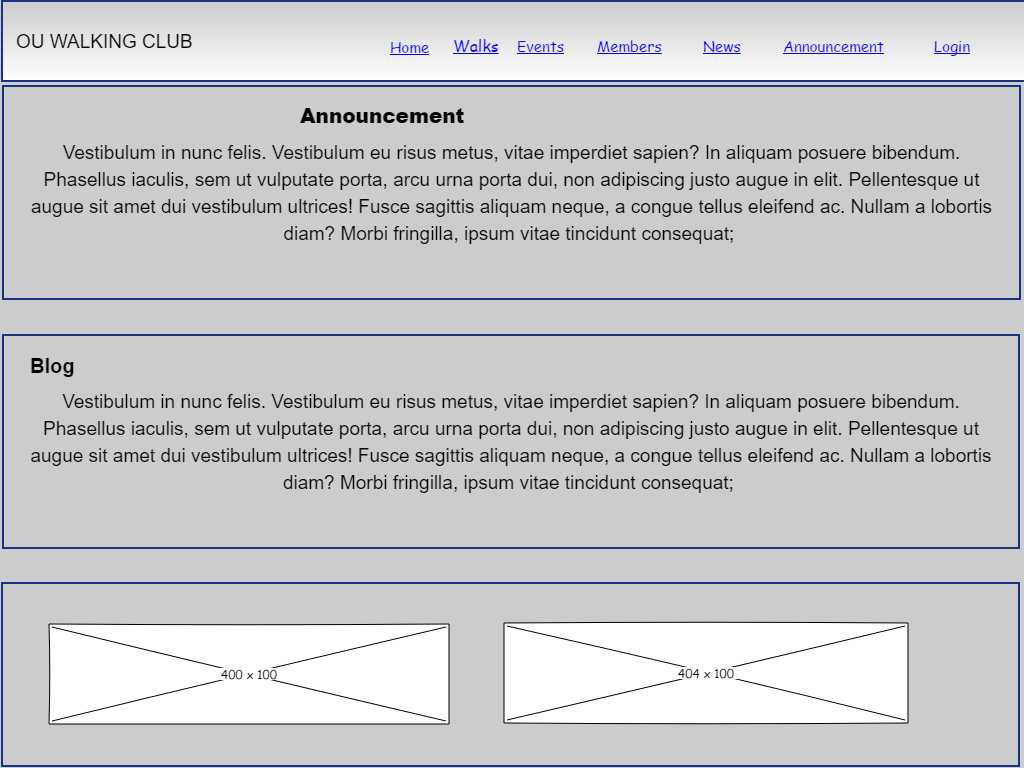 OU WALKING CLUB
Home Walks Events Members News Announcement Login
Announcement
Vestibulum in nunc felis. Vestibulum eu risus metus, vitae imperdiet sapien? In aliquam posuere bibendum.
Phasellus iaculis, sem ut vulputate porta, arcu urna porta dui, non adipiscing justo augue in elit. Pellentesque ut
augue sit amet dui vestibulum ultrices! Fusce sagittis aliquam neque, a congue tellus eleifend ac. Nullam a lobortis
diam? Morbi fringilla, ipsum vitae tincidunt consequat;
Blog
Vestibulum in nunc felis. Vestibulum eu risus metus, vitae imperdiet sapien? In aliquam posuere bibendum.
Phasellus iaculis, sem ut vulputate porta, arcu urna porta dui, non adipiscing justo augue in elit. Pellentesque ut
augue sit amet dui vestibulum ultrices! Fusce sagittis aliquam neque, a congue tellus eleifend ac. Nullam a lobortis
diam? Morbi fringilla, ipsum vitae tincidunt consequat;
400 x 100 404 x 100